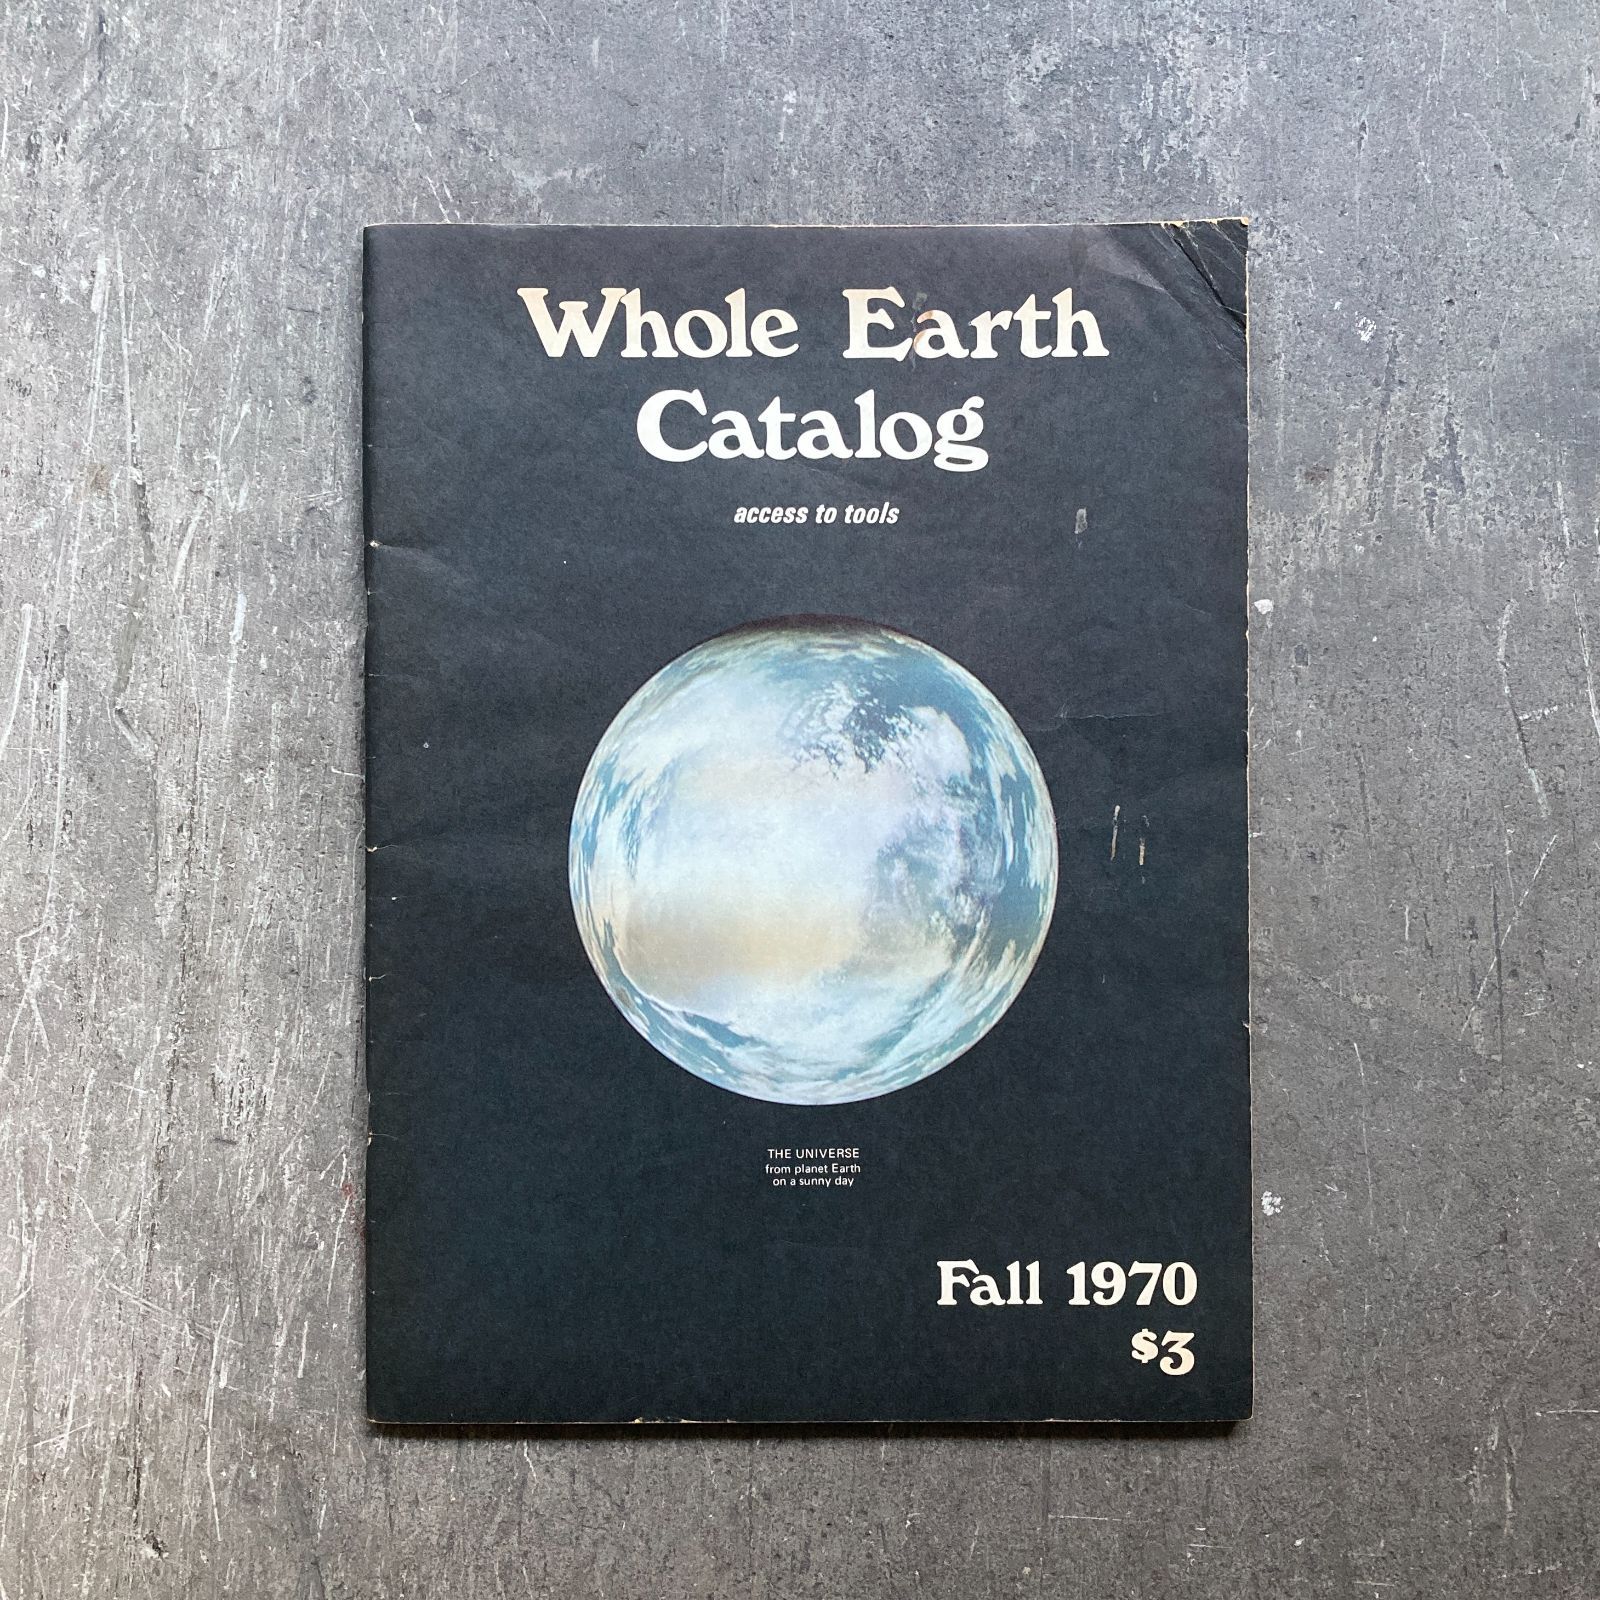 Whole Earth
Catalog
access to tools
THE UNIVERSE
from planet Earth
on a sunny day
Fall 1970
$3